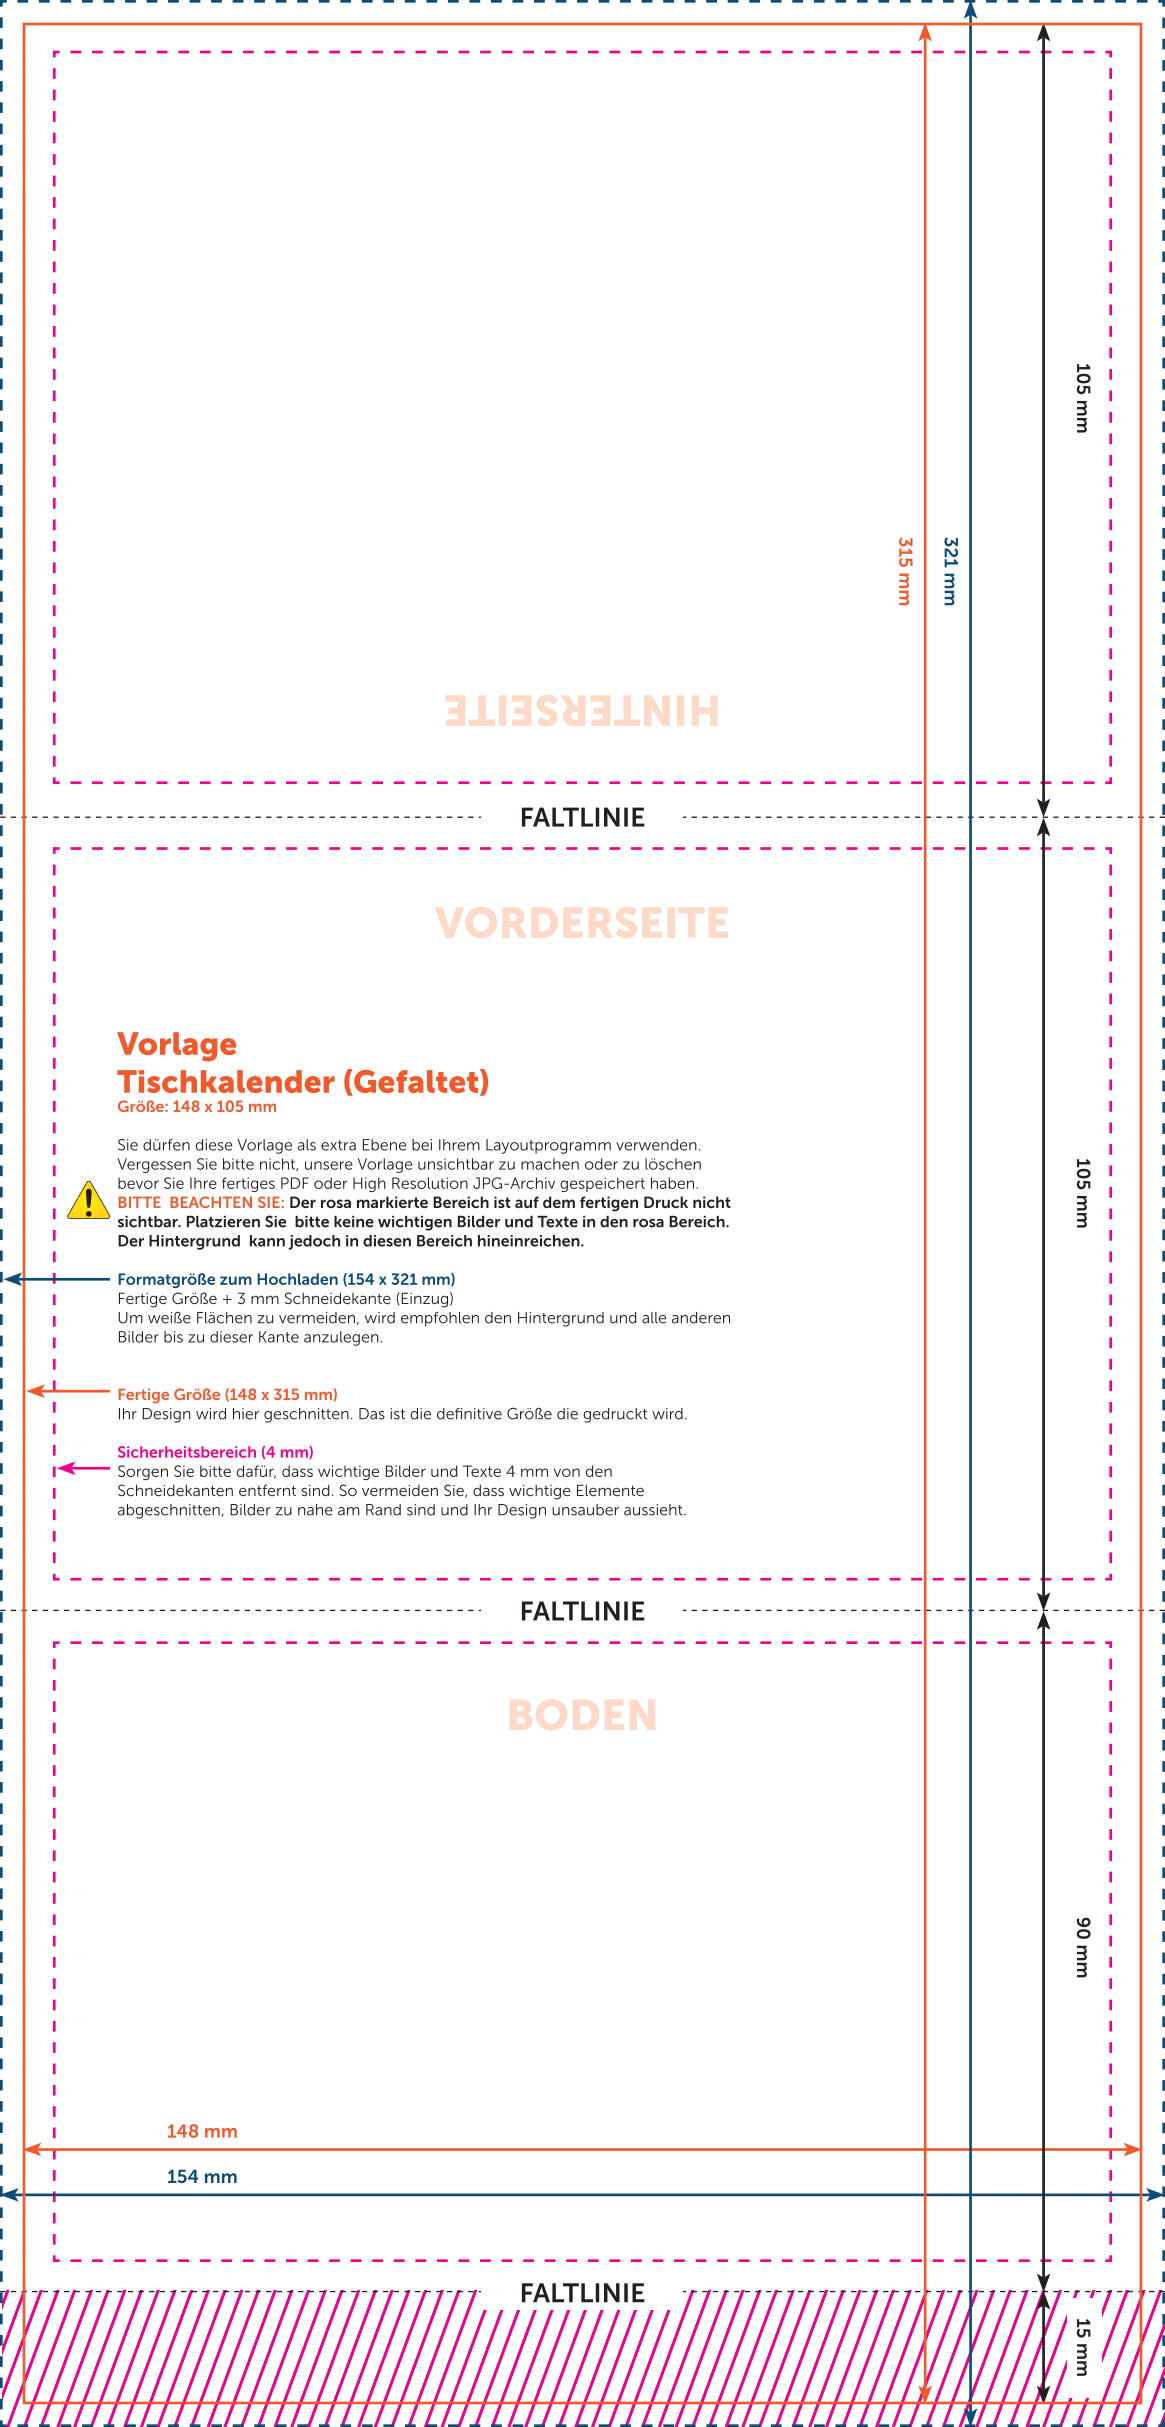 105 mm
315 mm
321 mm
HINTERSEITE
FALTLINIE
VORDERSEITE
Vorlage
Tischkalender (Gefaltet)
Größe: 148 x 105 mm
Sie dürfen diese Vorlage als extra Ebene bei Ihrem Layoutprogramm verwenden.
Vergessen Sie bitte nicht, unsere Vorlage unsichtbar zu machen oder zu löschen
bevor Sie Ihre fertiges PDF oder High Resolution JPG-Archiv gespeichert haben.
BITTE  BEACHTEN SIE: Der rosa markierte Bereich ist auf dem fertigen Druck nicht
sichtbar. Platzieren Sie  bitte keine wichtigen Bilder und Texte in den rosa Bereich.
Der Hintergrund  kann jedoch in diesen Bereich hineinreichen.
105 mm
Formatgröße zum Hochladen (154 x 321 mm)
Fertige Größe + 3 mm Schneidekante (Einzug)
Um weiße Flächen zu vermeiden, wird empfohlen den Hintergrund und alle anderen
Bilder bis zu dieser Kante anzulegen.
Fertige Größe (148 x 315 mm)
Ihr Design wird hier geschnitten. Das ist die definitive Größe die gedruckt wird.
Sicherheitsbereich (4 mm)
Sorgen Sie bitte dafür, dass wichtige Bilder und Texte 4 mm von den
Schneidekanten entfernt sind. So vermeiden Sie, dass wichtige Elemente
abgeschnitten, Bilder zu nahe am Rand sind und Ihr Design unsauber aussieht.
FALTLINIE
BODEN
90 mm
148 mm
154 mm
FALTLINIE
15 mm